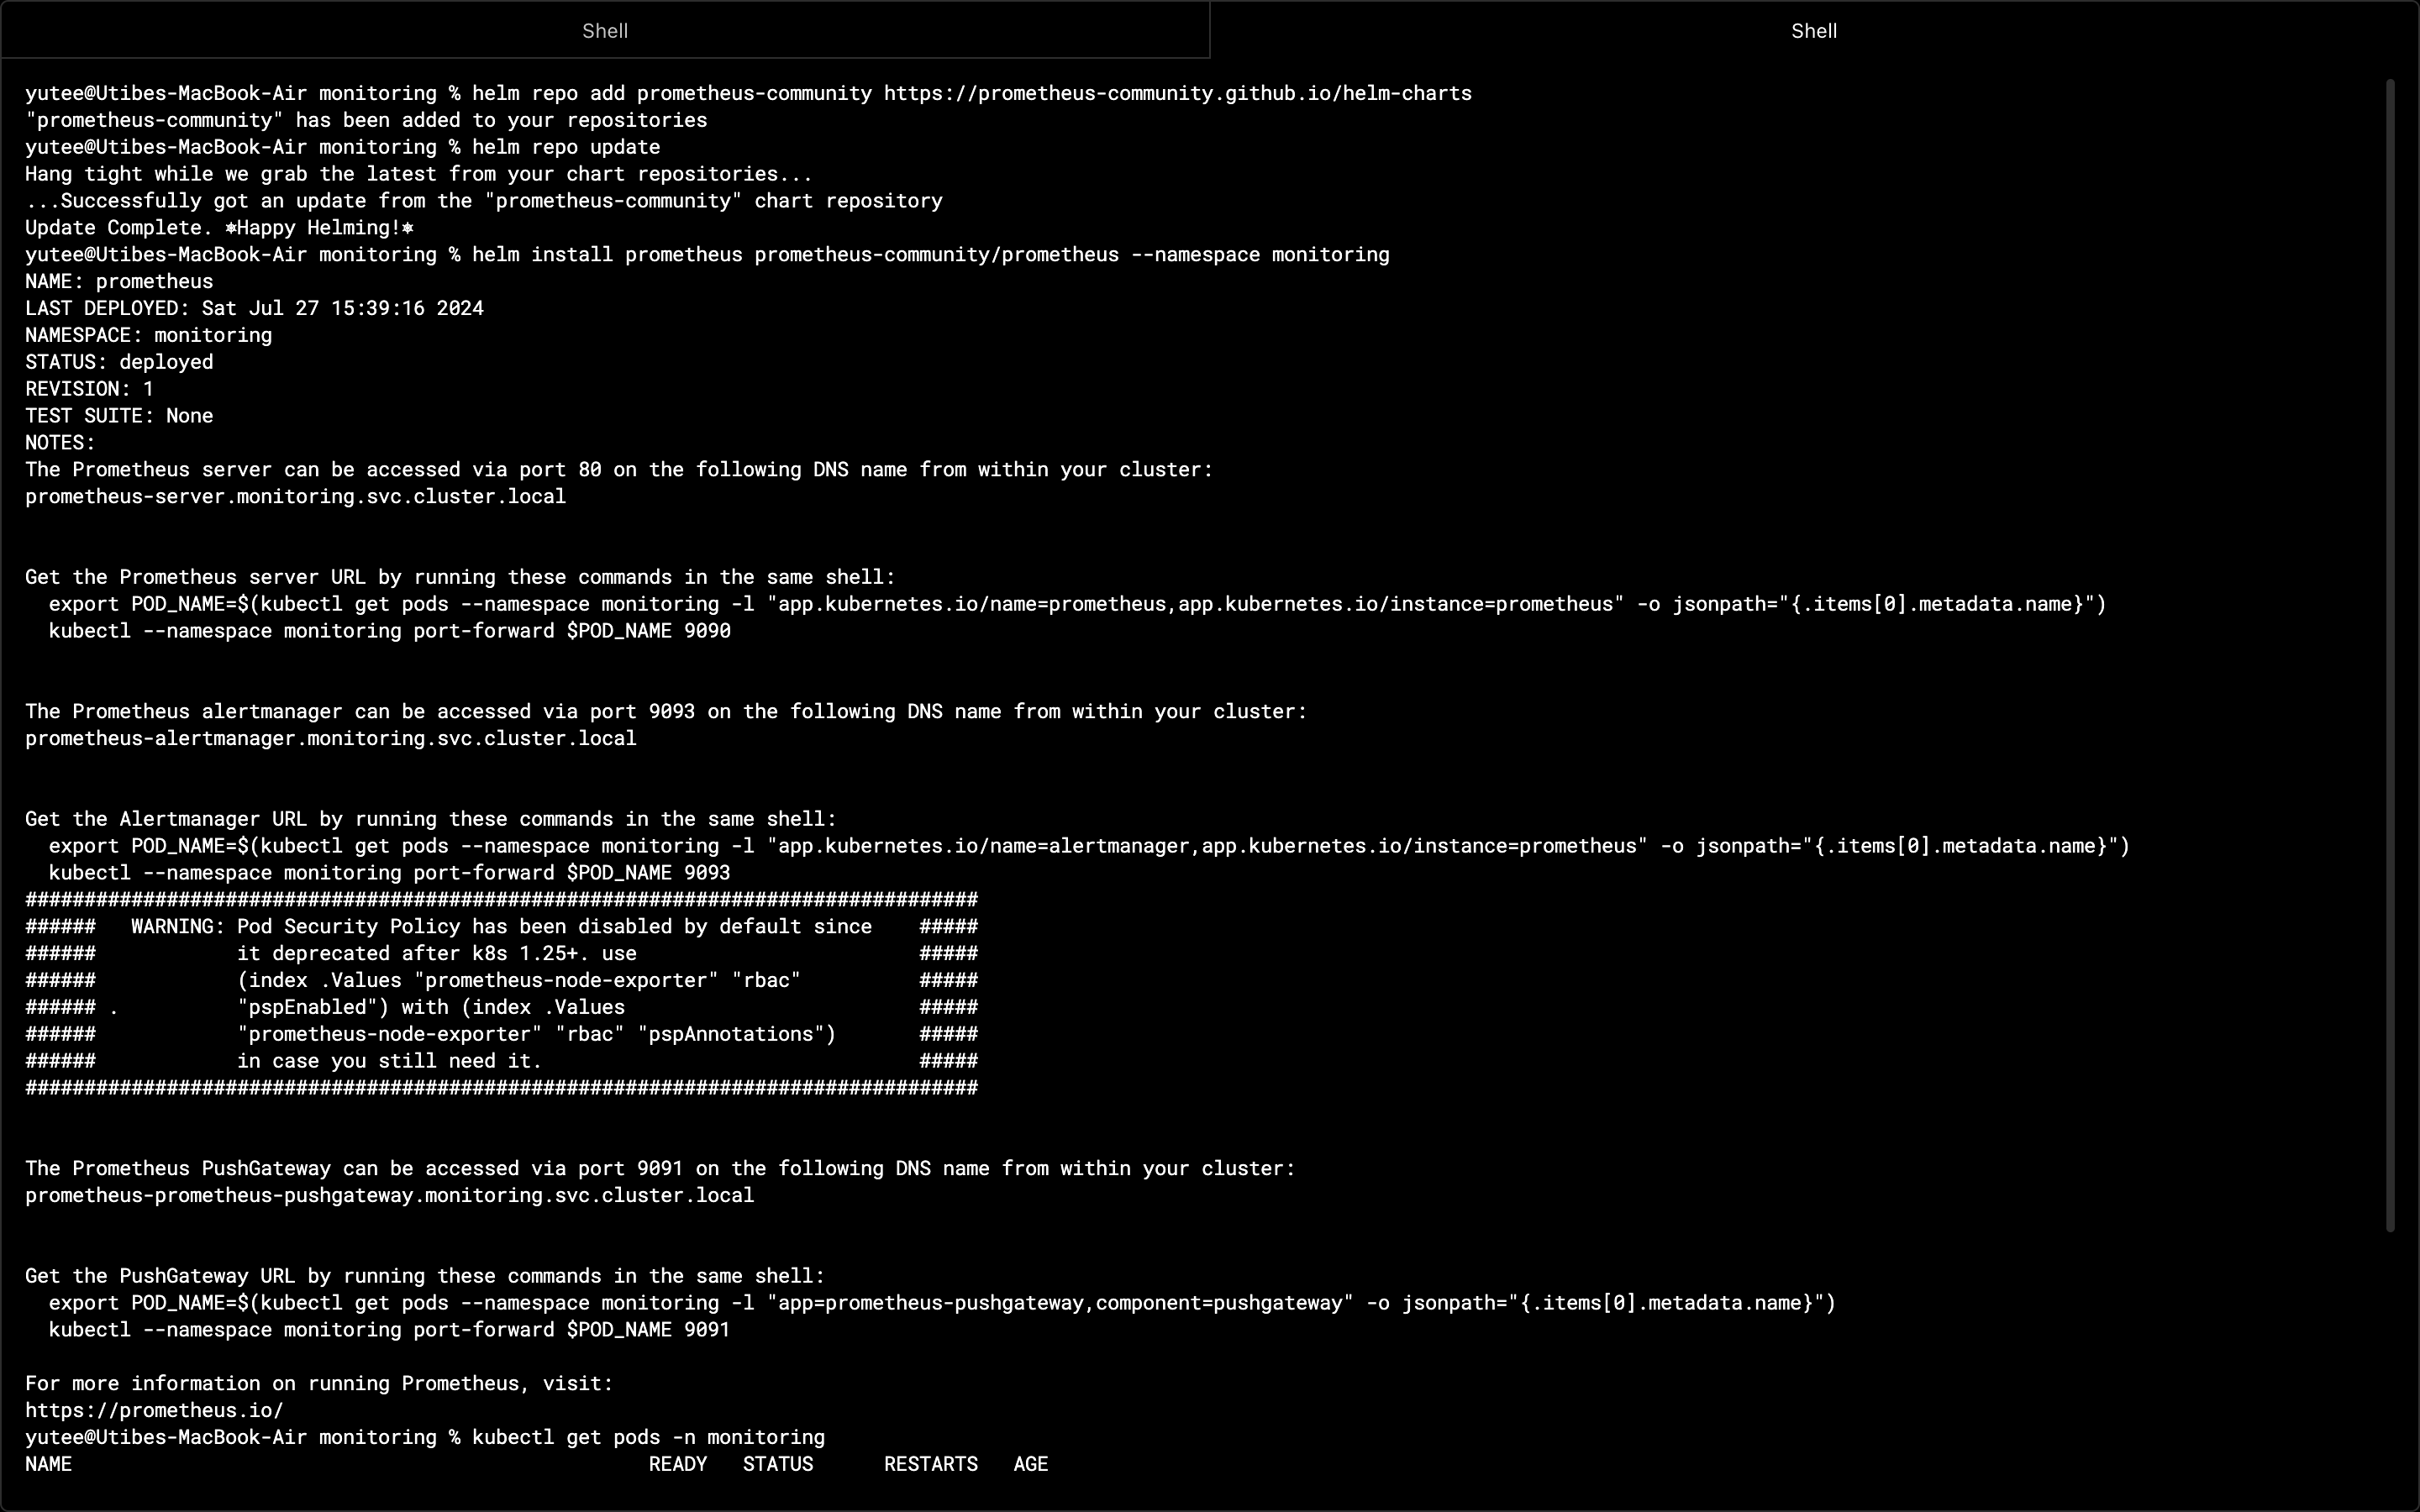 Shell
Shell
yutee@Utibes-MacBook-Air monitoring % helm repo add prometheus-community https://prometheus-community.github.io/helm-charts
"prometheus-community" has been added to your repositories
yutee@Utibes-MacBook-Air monitoring % helm repo update
Hang tight while we grab the latest from your chart repositories...
...Successfully got an update from the "prometheus-community" chart repository
Update Complete. ⎈Happy Helming!⎈
yutee@Utibes-MacBook-Air monitoring % helm install prometheus prometheus-community/prometheus --namespace monitoring
NAME: prometheus
LAST DEPLOYED: Sat Jul 27 15:39:16 2024
NAMESPACE: monitoring
STATUS: deployed
REVISION: 1
TEST SUITE: None
NOTES:
The Prometheus server can be accessed via port 80 on the following DNS name from within your cluster:
prometheus-server.monitoring.svc.cluster.local
Get the Prometheus server URL by running these commands in the same shell:
  export POD_NAME=$(kubectl get pods --namespace monitoring -l "app.kubernetes.io/name=prometheus,app.kubernetes.io/instance=prometheus" -o jsonpath="{.items[0].metadata.name}")
  kubectl --namespace monitoring port-forward $POD_NAME 9090
The Prometheus alertmanager can be accessed via port 9093 on the following DNS name from within your cluster:
prometheus-alertmanager.monitoring.svc.cluster.local
Get the Alertmanager URL by running these commands in the same shell:
  export POD_NAME=$(kubectl get pods --namespace monitoring -l "app.kubernetes.io/name=alertmanager,app.kubernetes.io/instance=prometheus" -o jsonpath="{.items[0].metadata.name}")
  kubectl --namespace monitoring port-forward $POD_NAME 9093
#################################################################################
######   WARNING: Pod Security Policy has been disabled by default since    #####
######            it deprecated after k8s 1.25+. use                        #####
######            (index .Values "prometheus-node-exporter" "rbac"          #####
###### .          "pspEnabled") with (index .Values                         #####
######            "prometheus-node-exporter" "rbac" "pspAnnotations")       #####
######            in case you still need it.                                #####
#################################################################################
The Prometheus PushGateway can be accessed via port 9091 on the following DNS name from within your cluster:
prometheus-prometheus-pushgateway.monitoring.svc.cluster.local
Get the PushGateway URL by running these commands in the same shell:
  export POD_NAME=$(kubectl get pods --namespace monitoring -l "app=prometheus-pushgateway,component=pushgateway" -o jsonpath="{.items[0].metadata.name}")
  kubectl --namespace monitoring port-forward $POD_NAME 9091
For more information on running Prometheus, visit:
https://prometheus.io/
yutee@Utibes-MacBook-Air monitoring % kubectl get pods -n monitoring
NAME                                                 READY   STATUS      RESTARTS   AGE